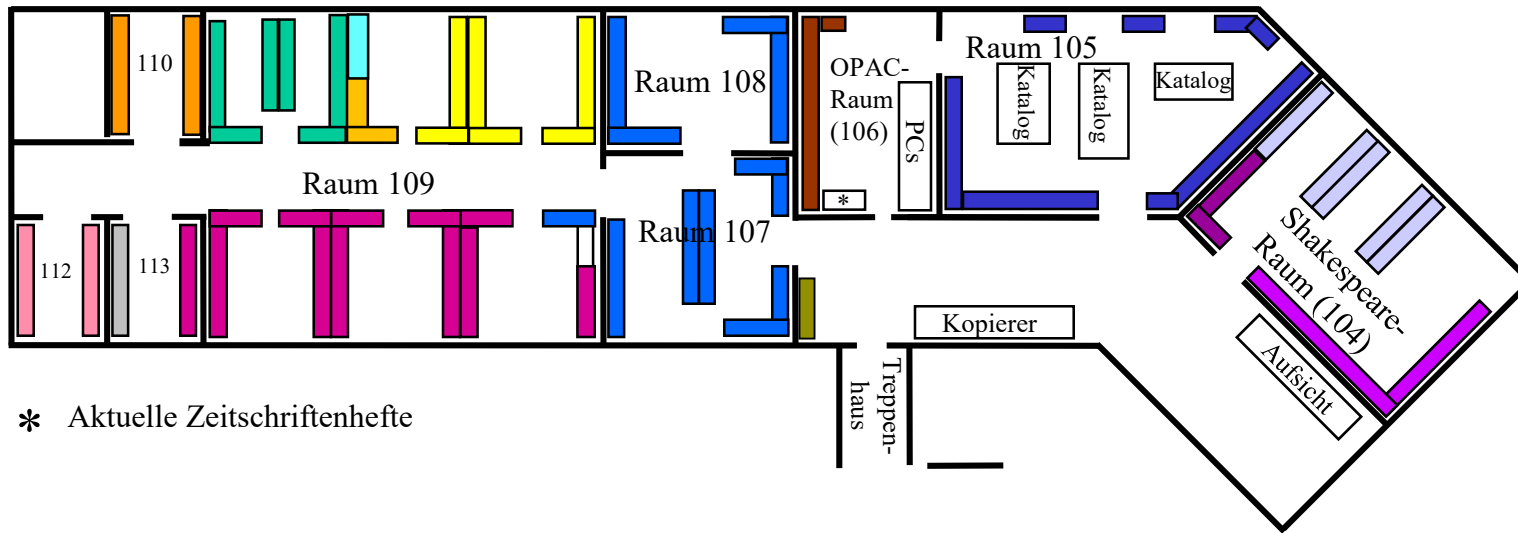 110
Raum 108
OPAC-
Raum
(106)
PCs
*
Raum 105
Katalog
Katalog
Katalog
Raum 109
Raum 107
112
113
Shakespeare-
Raum (104)
Kopierer
Aufsicht
Treppen-
haus
* Aktuelle Zeitschriftenhefte